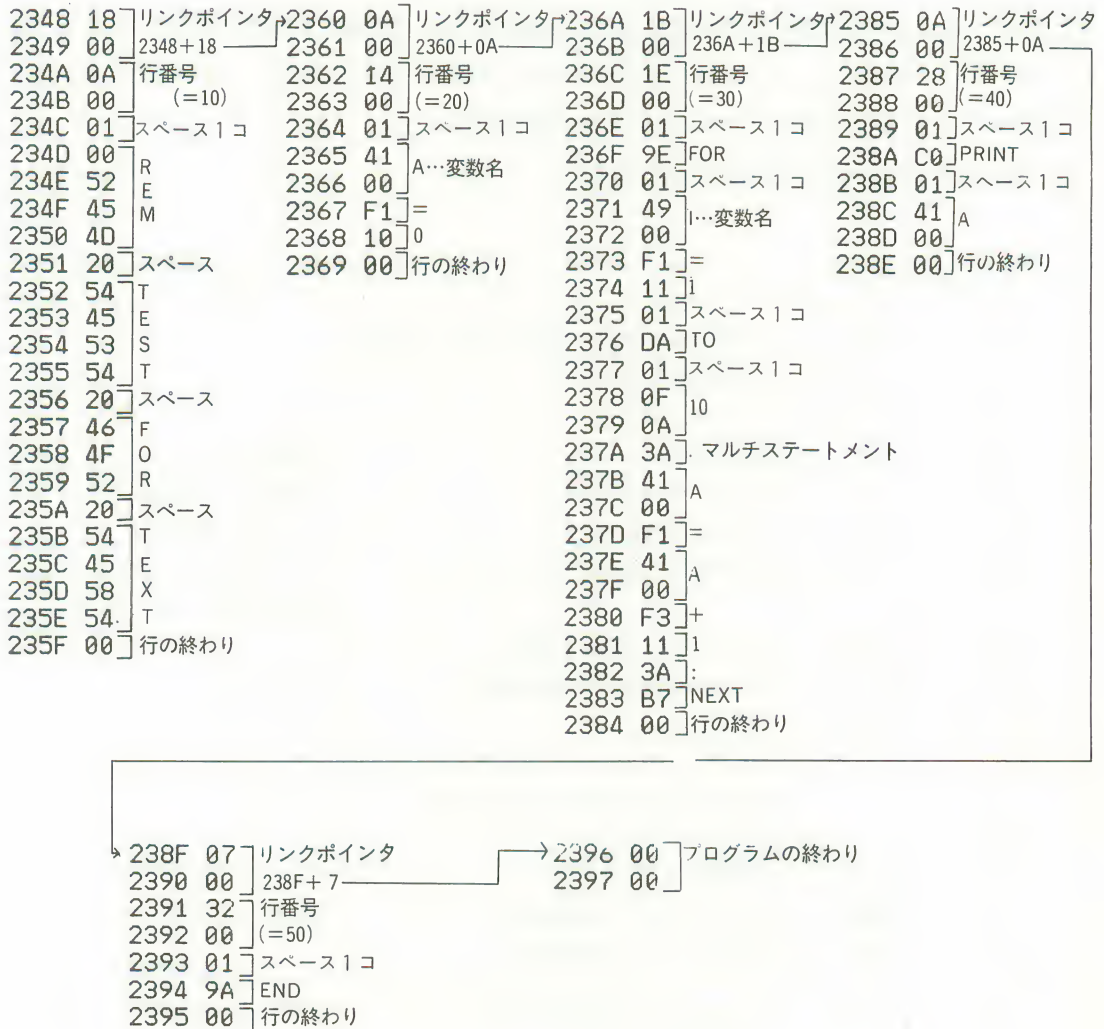 2348 18 リンクポインタ
2349 00 2348+18
234A 0A 行番号
234B 00 (=10)
234C 01 スペース1コ
234D 00 R
234E 52 E
234F 45 M
2350 4D
2351 20 スペース
2352 54 T
2353 45 E
2354 53 S
2355 54 T
2356 20 スペース
2357 46 F
2358 4F O
2359 52 R
235A 20 スペース
235B 54 T
235C 45 E
235D 58 X
235E 54 T
235F 00 行の終わり
2360 0A リンクポインタ
2361 00 2360+0A
2362 14 行番号
2363 00 (=20)
2364 01 スペース1コ
2365 41 A…変数名
2366 00
2367 F1 =
2368 10 0
2369 00 行の終わり
236A 1B リンクポインタ
236B 00 236A+1B
236C 1E 行番号
236D 00 (=30)
236E 01 スペース1コ
236F 9E FOR
2370 01 スペース1コ
2371 49 I…変数名
2372 00
2373 F1 =
2374 11 1
2375 01 スペース1コ
2376 DA TO
2377 01 スペース1コ
2378 0F 10
2379 0A
237A 3A : マルチステートメント
237B 41 A
237C 00
237D F1 =
237E 41 A
237F 00
2380 F3 +
2381 11 1
2382 3A :
2383 B7 NEXT
2384 00 行の終わり
2385 0A リンクポインタ
2386 00 2385+0A
2387 28 行番号
2388 00 (=40)
2389 01 スペース1コ
238A C0 PRINT
238B 01 スペース1コ
238C 41 A
238D 00
238E 00 行の終わり
238F 07 リンクポインタ
2390 00 238F+7
2391 32 行番号
2392 00 (=50)
2393 01 スペース1コ
2394 9A END
2395 00 行の終わり
2396 00 プログラムの終わり
2397 00